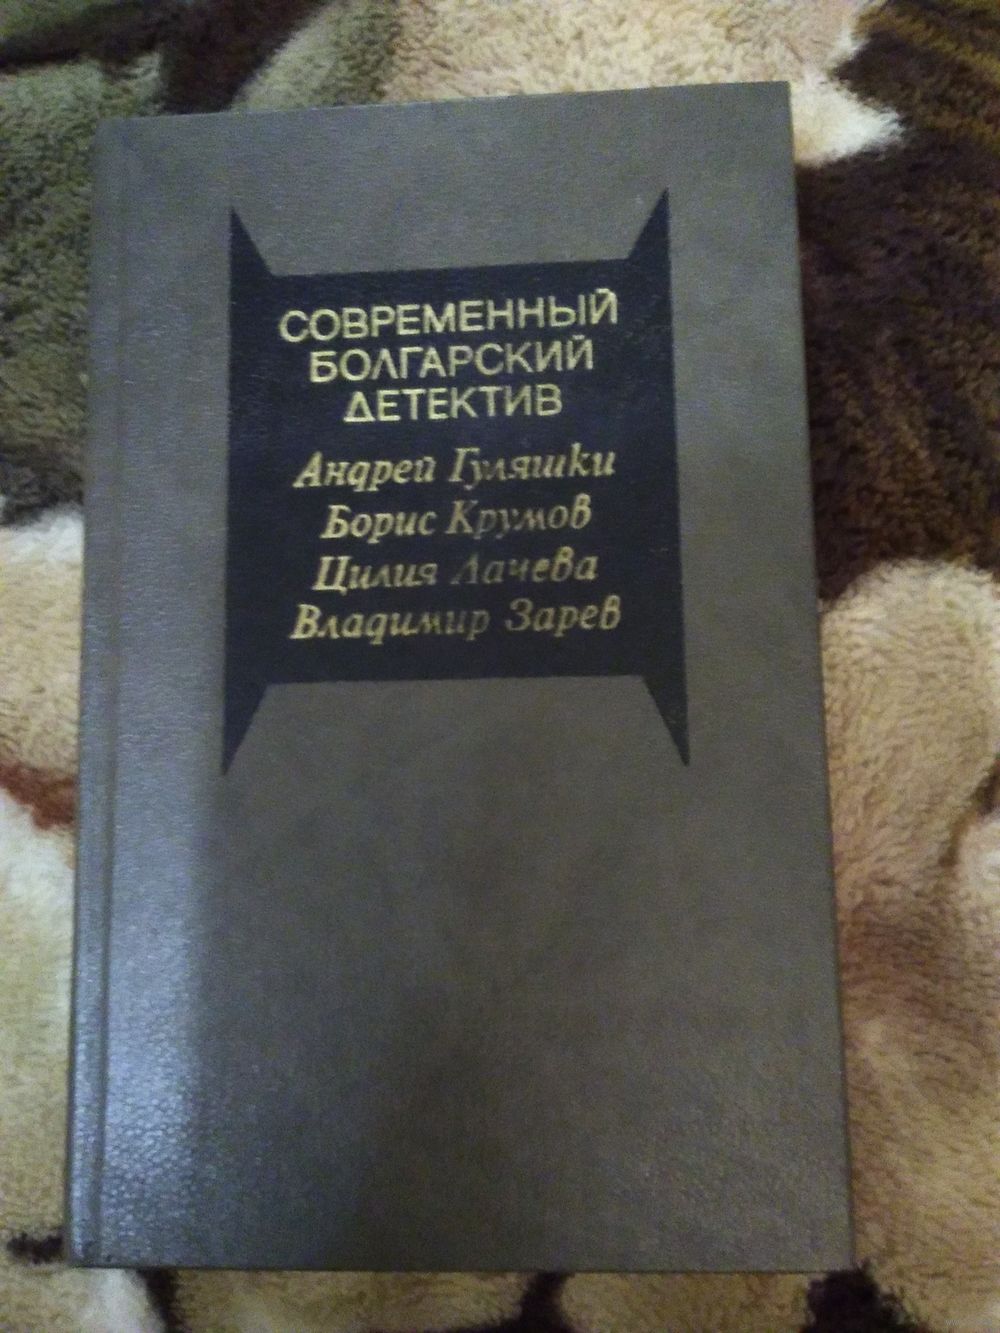 СОВРЕМЕННЫЙ
БОЛГАРСКИЙ
ДЕТЕКТИВ
Андрей Гуляшки
Борис Крумов
Цилия Лачева
Владимир Зарев